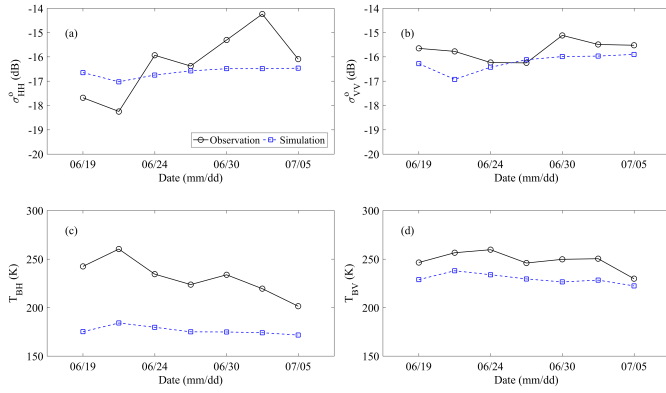 -14
-15
-16
-17
-18
-19
-20
(a)
σ°HH (dB)
Observation
Simulation
06/19
06/24
06/30
07/05
Date (mm/dd)
-14
-15
-16
-17
-18
-19
-20
(b)
σ°VV (dB)
06/19
06/24
06/30
07/05
Date (mm/dd)
300
250
200
150
(c)
TBH (K)
06/19
06/24
06/30
07/05
Date (mm/dd)
300
250
200
150
(d)
TBV (K)
06/19
06/24
06/30
07/05
Date (mm/dd)